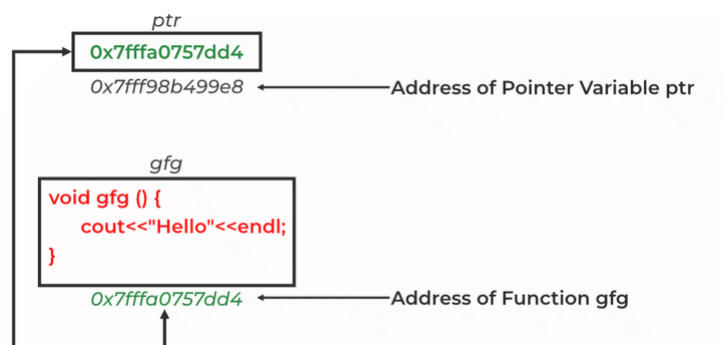 ptr
0x7fffa0757dd4
0x7fff98b499e8
Address of Pointer Variable ptr
gfg
void gfg () {
cout<<"Hello"<<endl;
}
0x7fffa0757dd4
Address of Function gfg